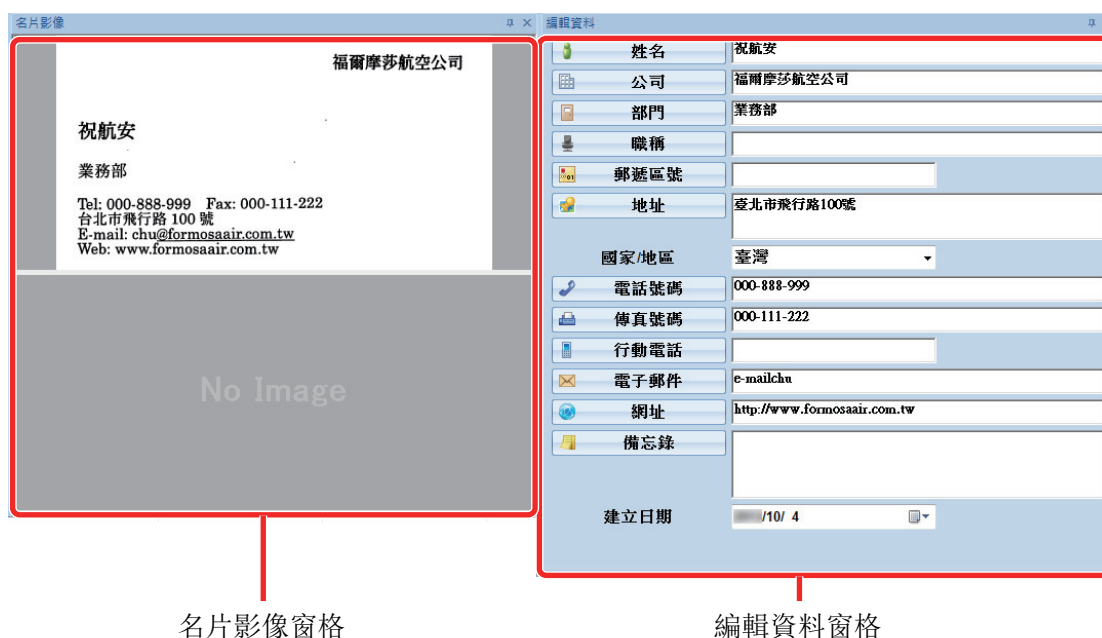 名片影像
福爾摩莎航空公司
祝航安
業務部
Tel: 000-888-999 Fax: 000-111-222
台北市飛行路 100 號
E-mail: chu@formosaair.com.tw
Web: www.formosaair.com.tw
No Image
編輯資料
姓名 祝航安
公司 福爾摩莎航空公司
部門 業務部
職稱
郵遞區號
地址 臺北市飛行路100號
國家/地區 臺灣
電話號碼 000-888-999
傳真號碼 000-111-222
行動電話
電子郵件 e-mailchu
網址 http://www.formosaair.com.tw
備忘錄
建立日期 /10/ 4
名片影像窗格
編輯資料窗格